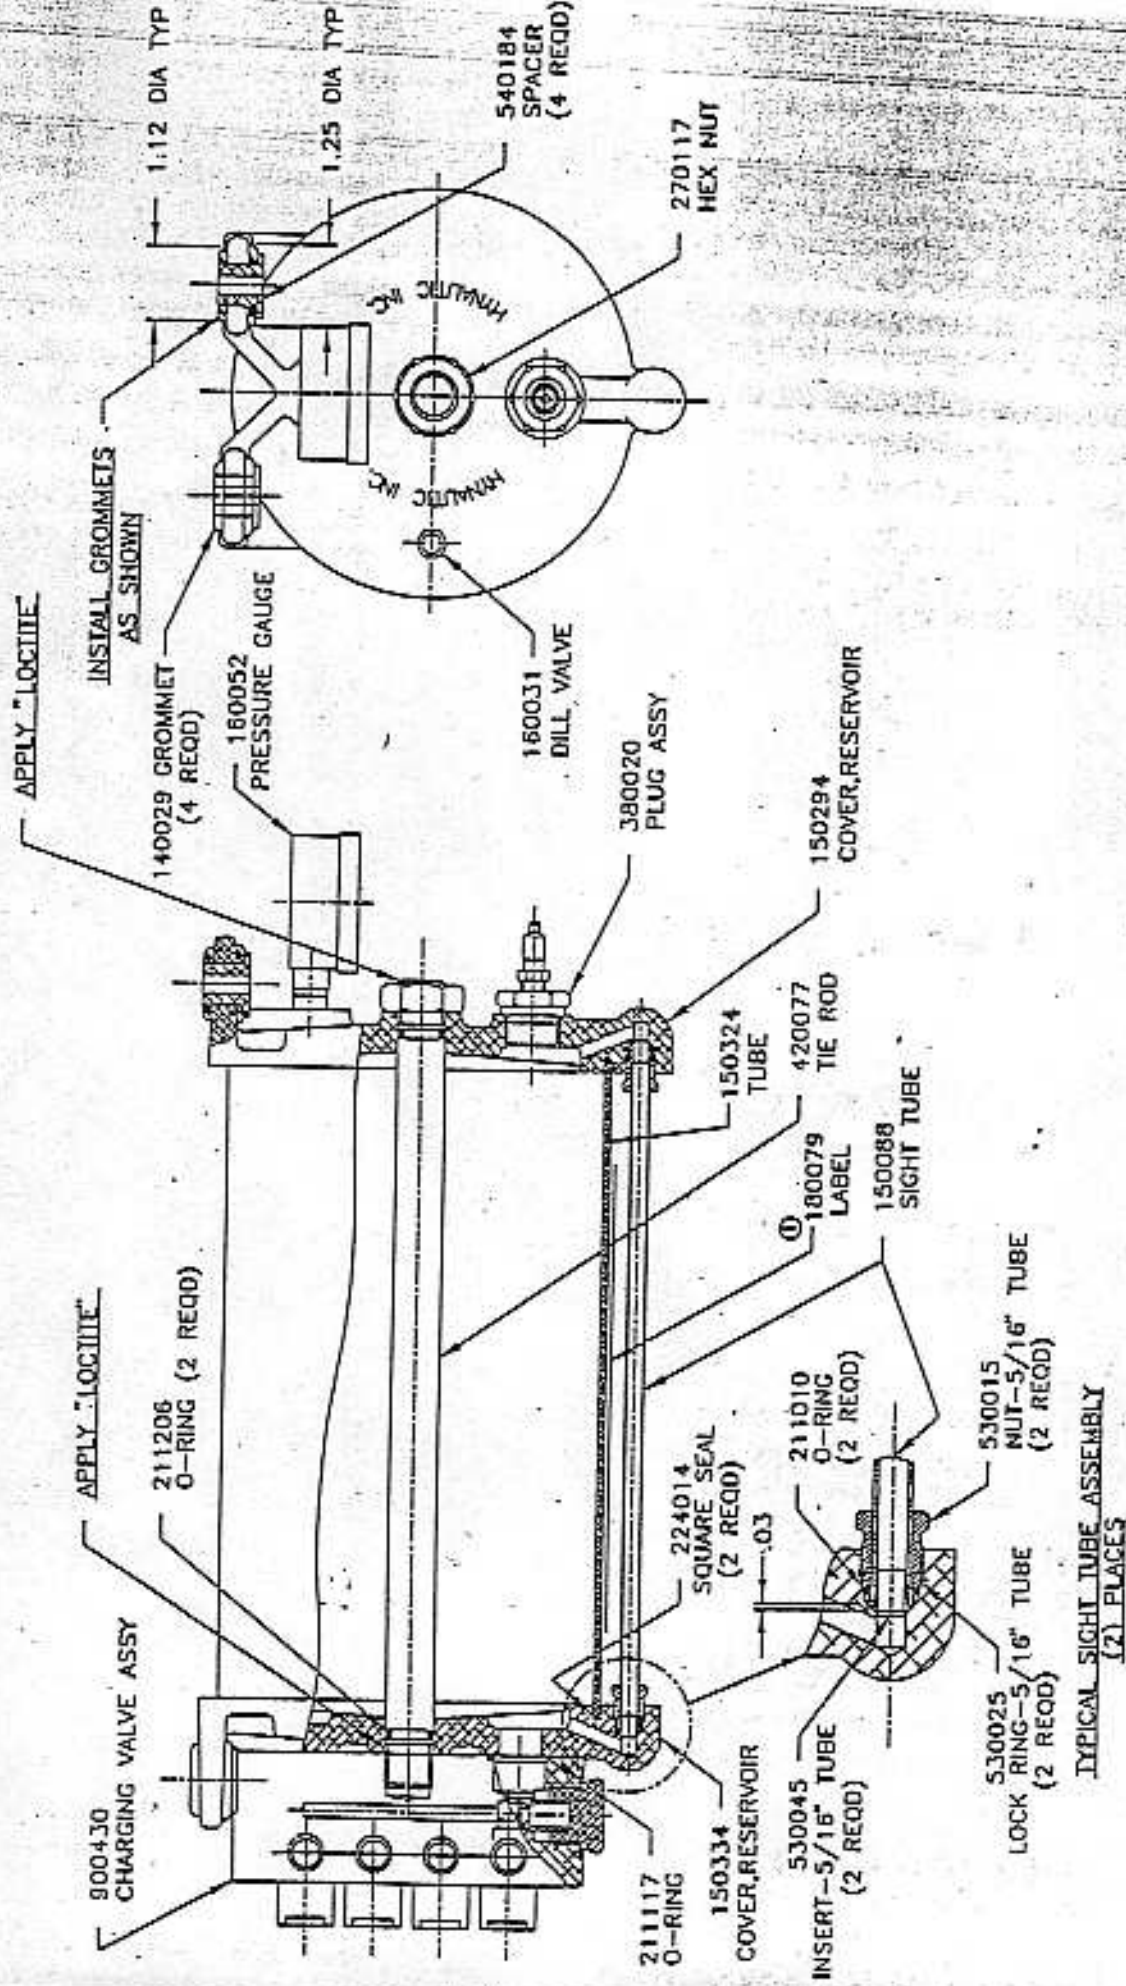 900430
CHARGING VALVE ASSY
APPLY "LOCTITE"
211206
O-RING (2 REQD)
APPLY "LOCTITE"
INSTALL GROMMETS
AS SHOWN
140029 GROMMET
(4 REQD)
160052
PRESSURE GAUGE
1.12 DIA TYP
1.25 DIA TYP
540184
SPACER
(4 REQD)
270117
HEX NUT
HYNAUTIC INC.
HYNAUTIC INC.
160031
DILL VALVE
380020
PLUG ASSY
150294
COVER,RESERVOIR
150324
TUBE
420077
TIE ROD
1
180079
LABEL
150088
SIGHT TUBE
224014
SQUARE SEAL
(2 REQD)
.03
211010
O-RING
(2 REQD)
530015
NUT-5/16" TUBE
(2 REQD)
211117
O-RING
150334
COVER,RESERVOIR
530045
INSERT-5/16" TUBE
(2 REQD)
530025
LOCK RING-5/16" TUBE
(2 REQD)
TYPICAL SIGHT TUBE ASSEMBLY
(2) PLACES